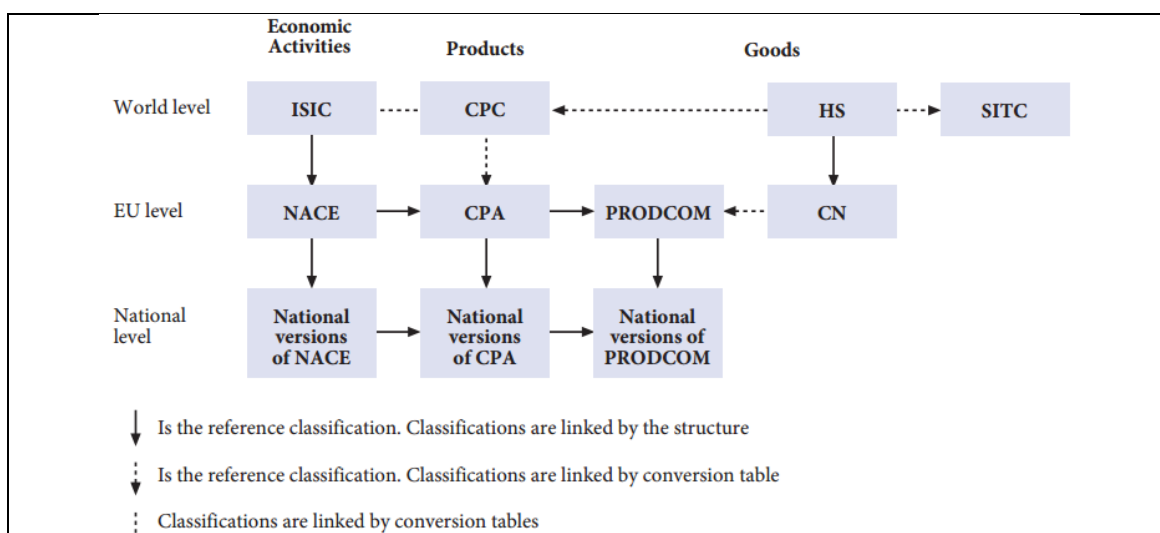 Economic
Activities
Products
Goods
World level
ISIC
CPC
HS
SITC
EU level
NACE
CPA
PRODCOM
CN
National
level
National
versions
of NACE
National
versions
of CPA
National
versions of
PRODCOM
Is the reference classification. Classifications are linked by the structure
Is the reference classification. Classifications are linked by conversion table
Classifications are linked by conversion tables